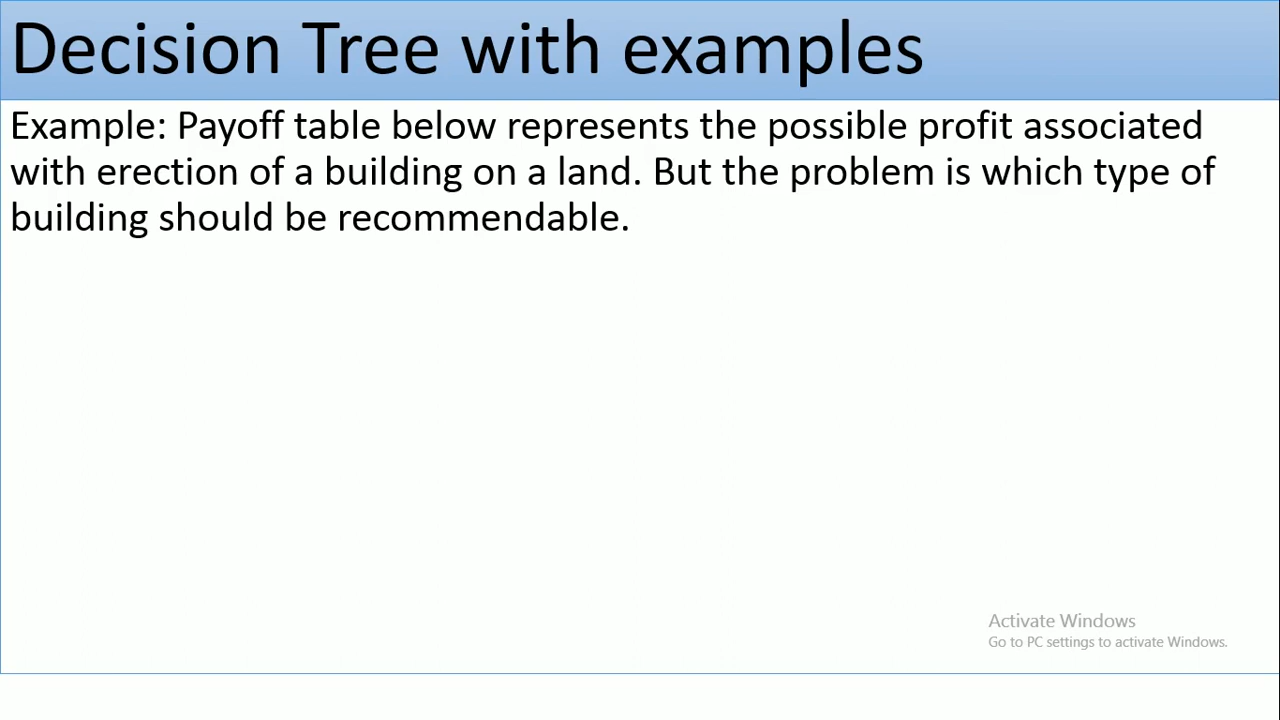 Decision Tree with examples
Example: Payoff table below represents the possible profit associated
with erection of a building on a land. But the problem is which type of
building should be recommendable.
Activate Windows
Go to PC settings to activate Windows.